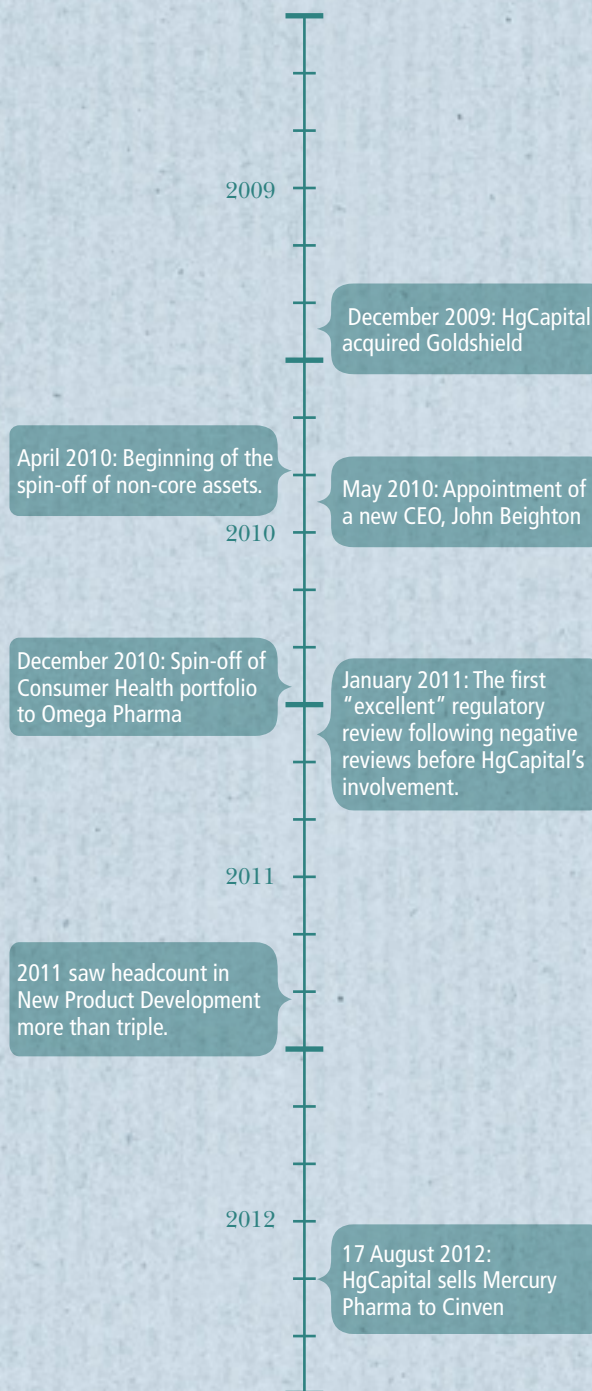 2009
December 2009: HgCapital
acquired Goldshield
April 2010: Beginning of the
spin-off of non-core assets.
May 2010: Appointment of
a new CEO, John Beighton
2010
December 2010: Spin-off of
Consumer Health portfolio
to Omega Pharma
January 2011: The first
“excellent” regulatory
review following negative
reviews before HgCapital’s
involvement.
2011
2011 saw headcount in
New Product Development
more than triple.
2012
17 August 2012:
HgCapital sells Mercury
Pharma to Cinven